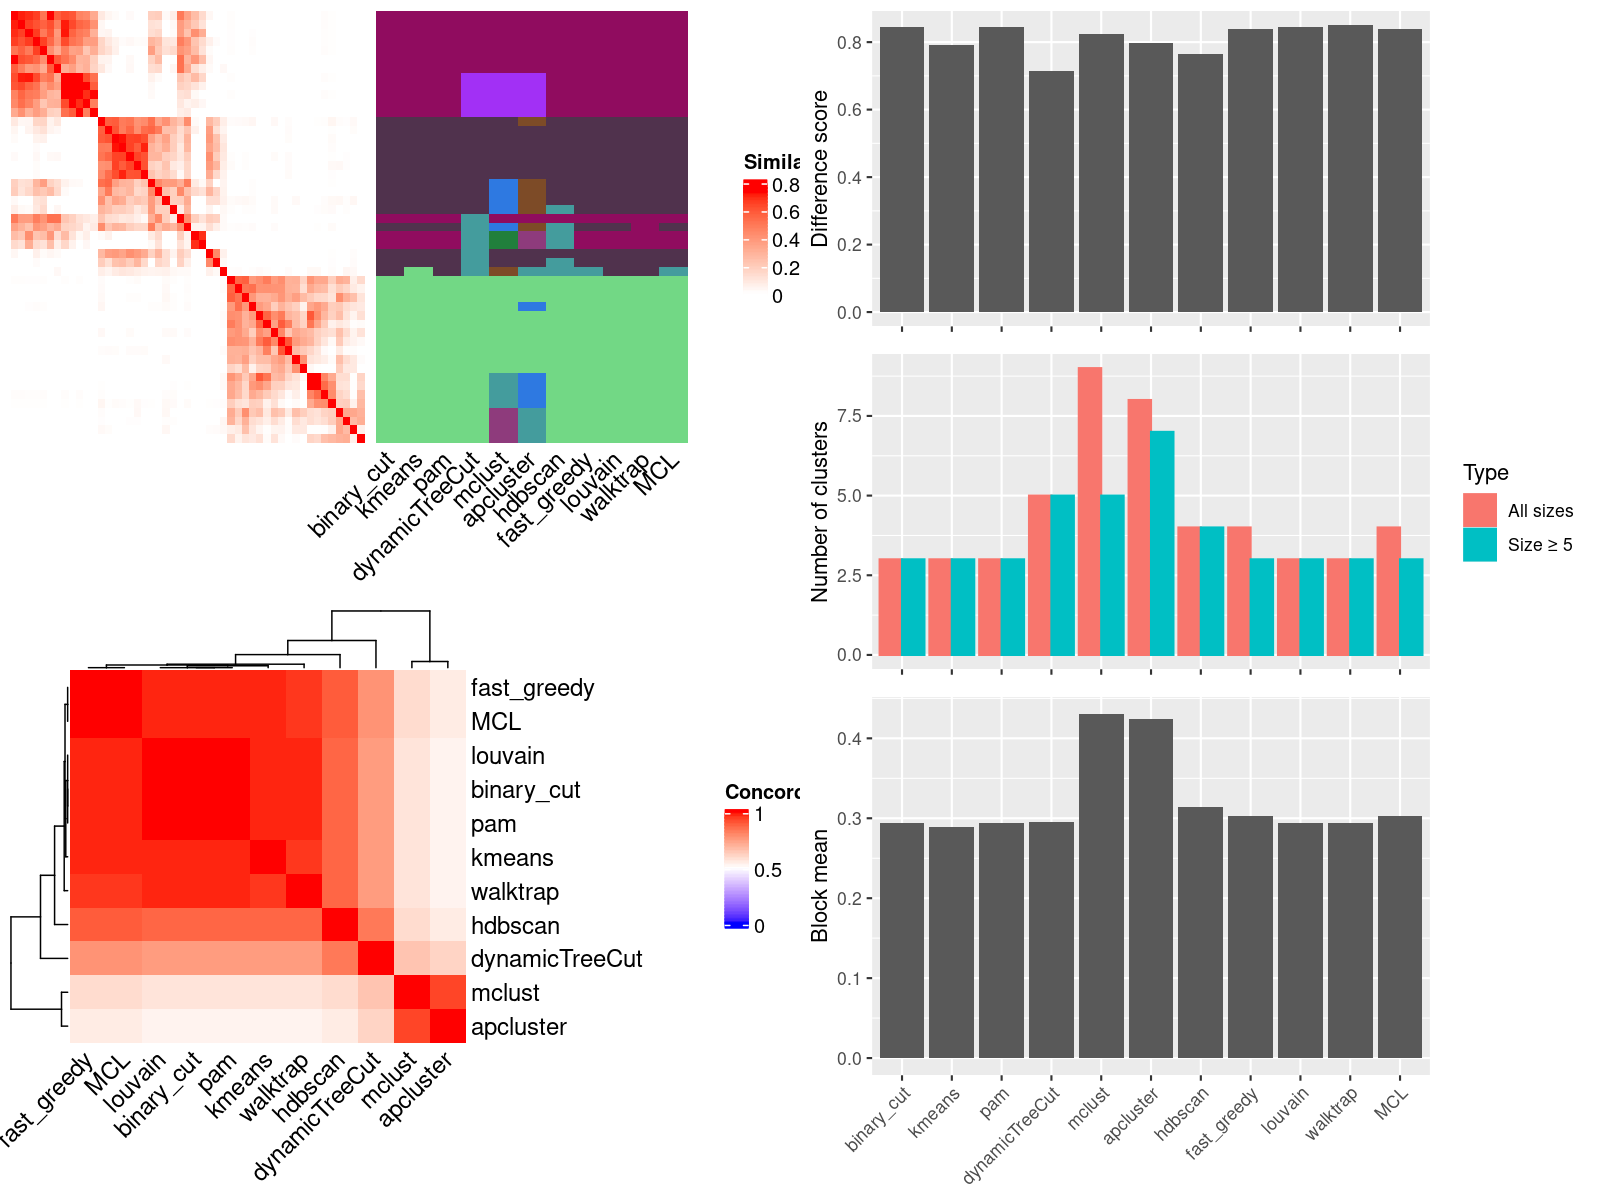 Simila
0.8
0.6
0.4
0.2
0
binary_cut
kmeans
pam
dynamicTreeCut
mclust
apcluster
hdbscan
fast_greedy
louvain
walktrap
MCL
fast_greedy
MCL
louvain
binary_cut
pam
kmeans
walktrap
hdbscan
dynamicTreeCut
mclust
apcluster
fast_greedy
MCL
louvain
binary_cut
pam
kmeans
walktrap
hdbscan
dynamicTreeCut
mclust
apcluster
Concord
1
0.5
0
Difference score
0.8
0.6
0.4
0.2
0.0
Number of clusters
7.5
5.0
2.5
0.0
Type
All sizes
Size ≥ 5
Block mean
0.4
0.3
0.2
0.1
0.0
binary_cut
kmeans
pam
dynamicTreeCut
mclust
apcluster
hdbscan
fast_greedy
louvain
walktrap
MCL